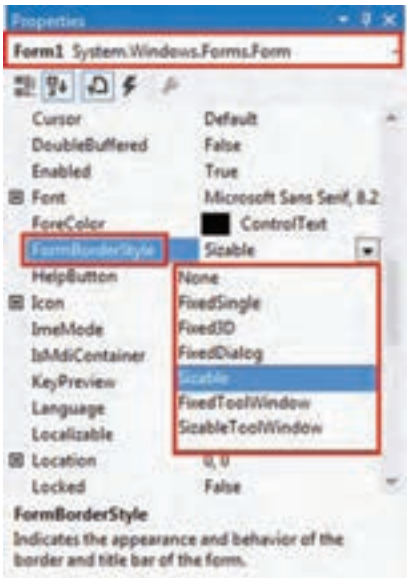 Properties
Form1 System.Windows.Forms.Form
Cursor Default
DoubleBuffered False
Enabled True
Font Microsoft Sans Serif, 8.2
ForeColor ControlText
FormBorderStyle Sizable
HelpButton None
Icon FixedSingle
ImeMode Fixed3D
IsMdiContainer FixedDialog
KeyPreview Sizable
Language FixedToolWindow
Localizable SizableToolWindow
Location 0, 0
Locked False
FormBorderStyle
Indicates the appearance and behavior of the
border and title bar of the form.